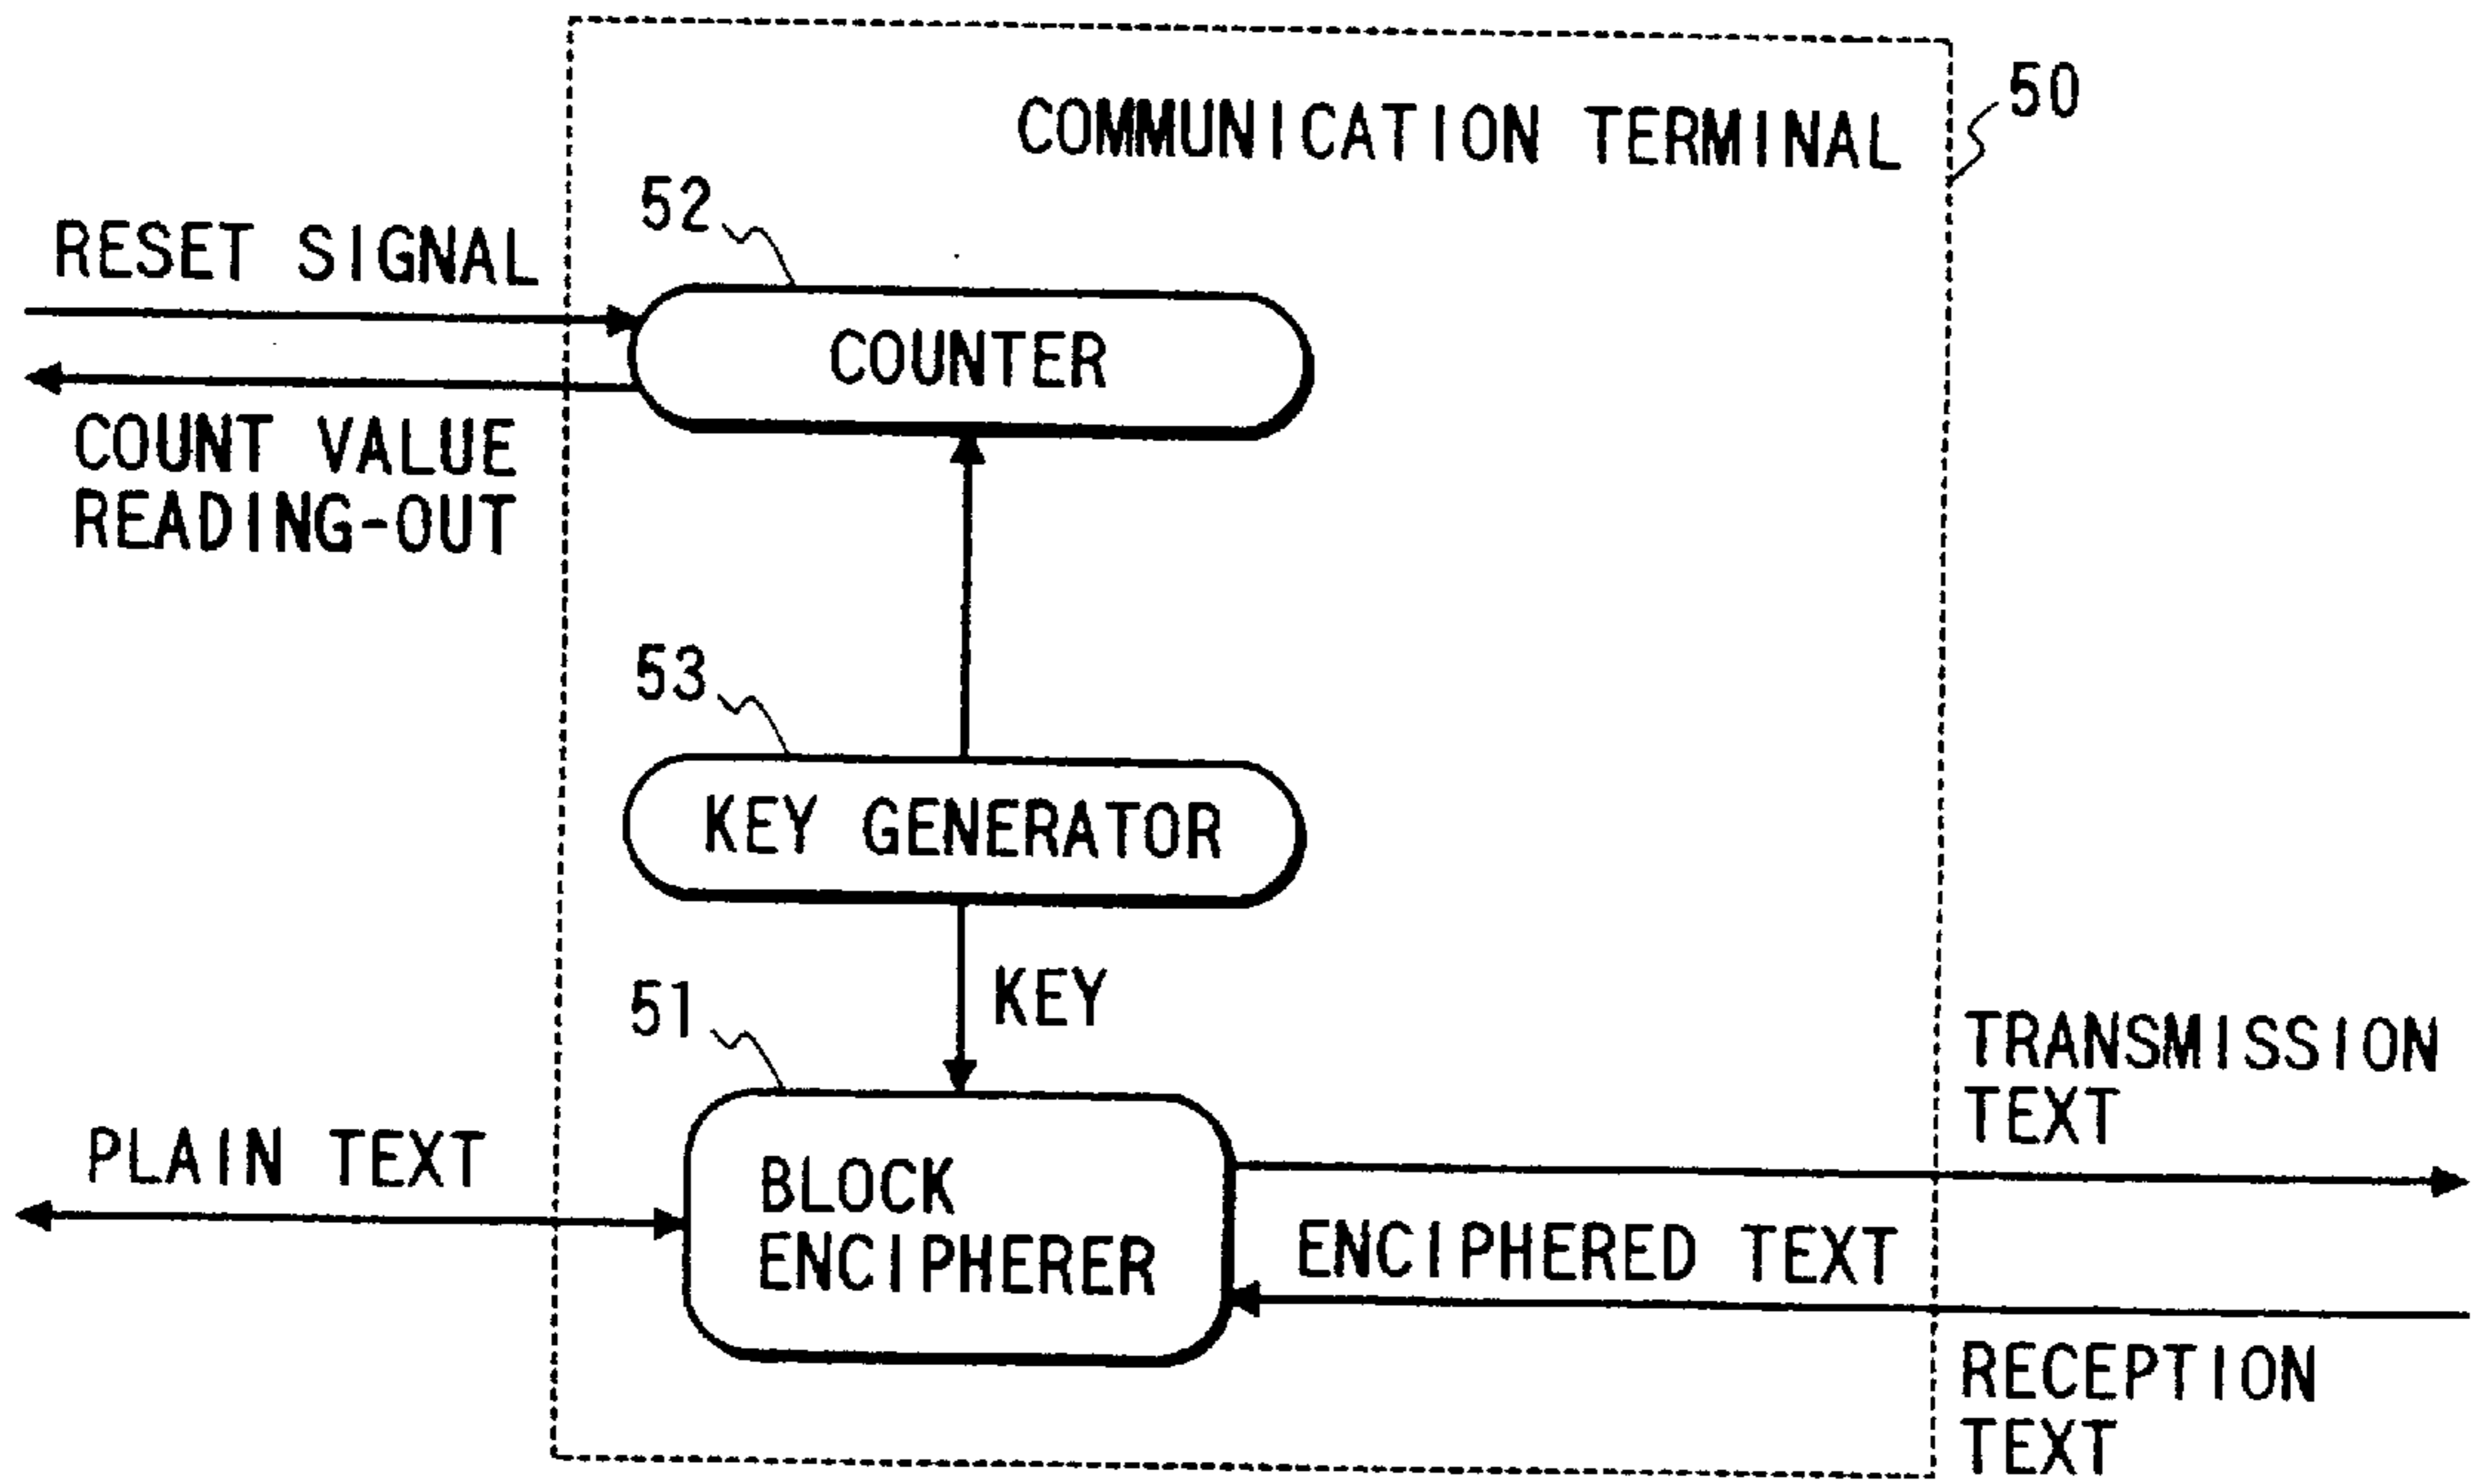 COMMUNICATION TERMINAL
50
52
RESET SIGNAL
COUNTER
COUNT VALUE
READING-OUT
53
KEY GENERATOR
KEY
51
TRANSMISSION
TEXT
PLAIN TEXT
BLOCK
ENCIPHERER
ENCIPHERED TEXT
RECEPTION
TEXT